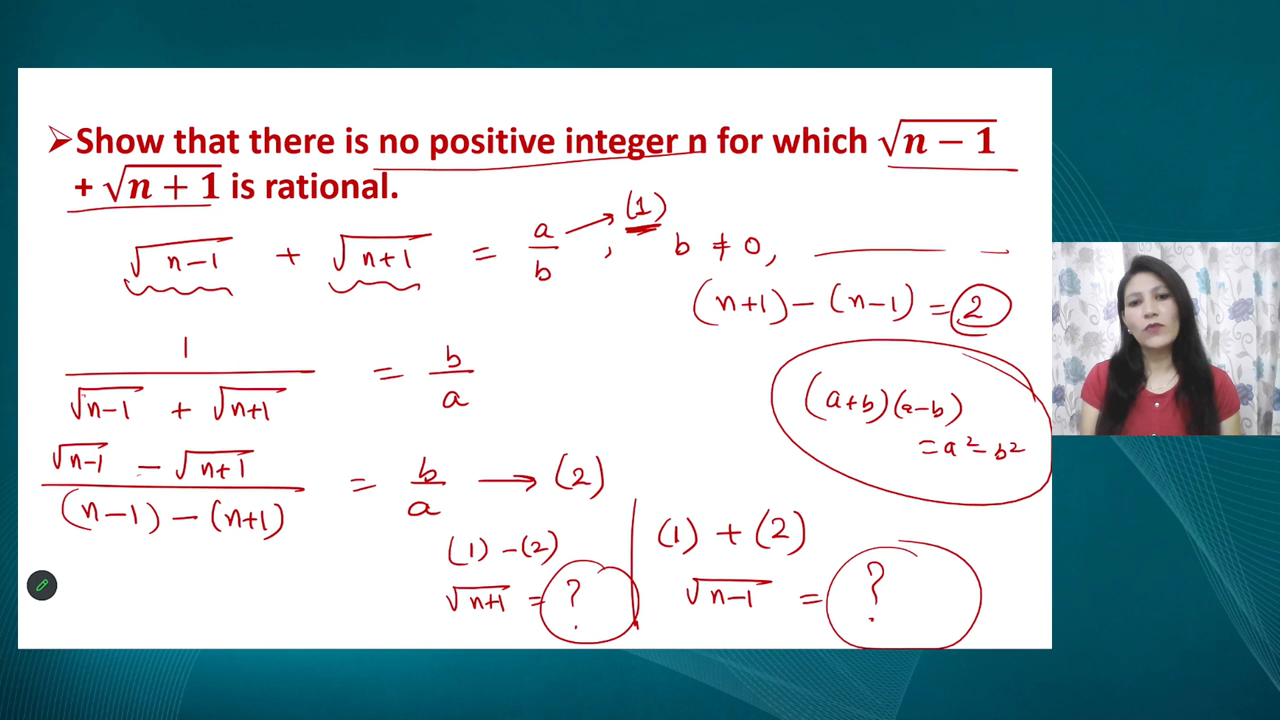 ➢Show that there is no positive integer n for which √n − 1
+ √n + 1 is rational.
√n-1 + √n+1 = a/b → (1), b ≠ 0,
(n+1) - (n-1) = 2
1/(√n-1 + √n+1) = b/a
(a+b)(a-b)
= a² - b²
(√n-1 - √n+1)/((n-1) - (n+1)) = b/a → (2)
(1) - (2)
√n+1 = ?
(1) + (2)
√n-1 = ?